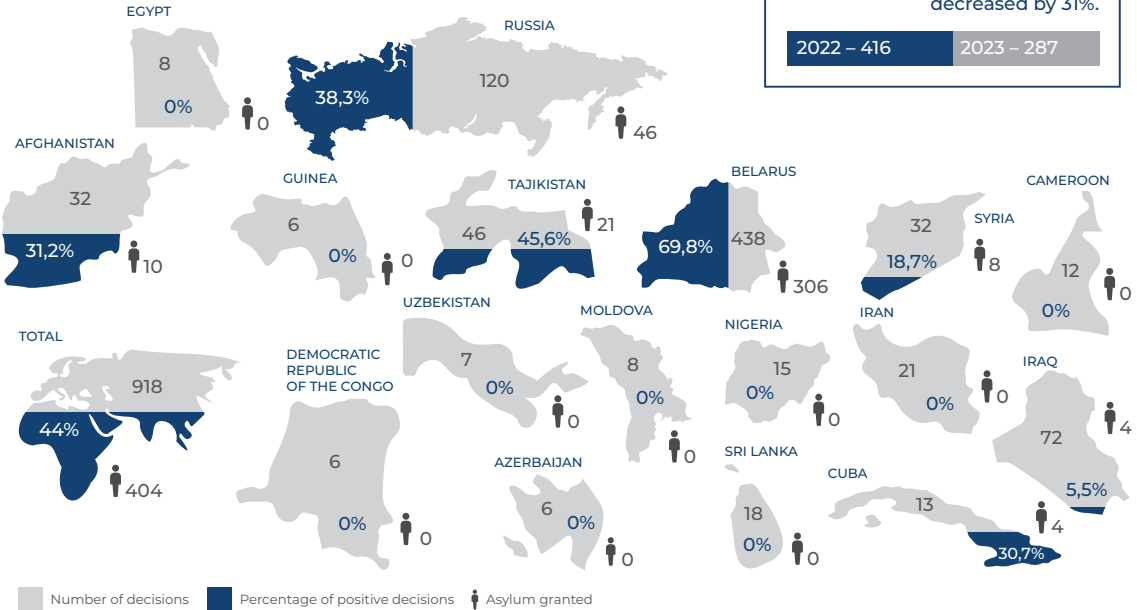 decreased by 31%.
2022 – 416
2023 – 287
EGYPT
8
0%
0
RUSSIA
38,3%
120
46
AFGHANISTAN
32
31,2%
10
GUINEA
6
0%
0
TAJIKISTAN
46
45,6%
21
BELARUS
69,8%
438
306
SYRIA
32
18,7%
8
CAMEROON
12
0%
0
TOTAL
918
44%
404
DEMOCRATIC
REPUBLIC
OF THE CONGO
6
0%
0
UZBEKISTAN
7
0%
0
MOLDOVA
8
0%
0
NIGERIA
15
0%
0
IRAN
21
0%
0
IRAQ
72
5,5%
4
AZERBAIJAN
6
0%
0
SRI LANKA
18
0%
0
CUBA
13
30,7%
4
Number of decisions
Percentage of positive decisions
Asylum granted